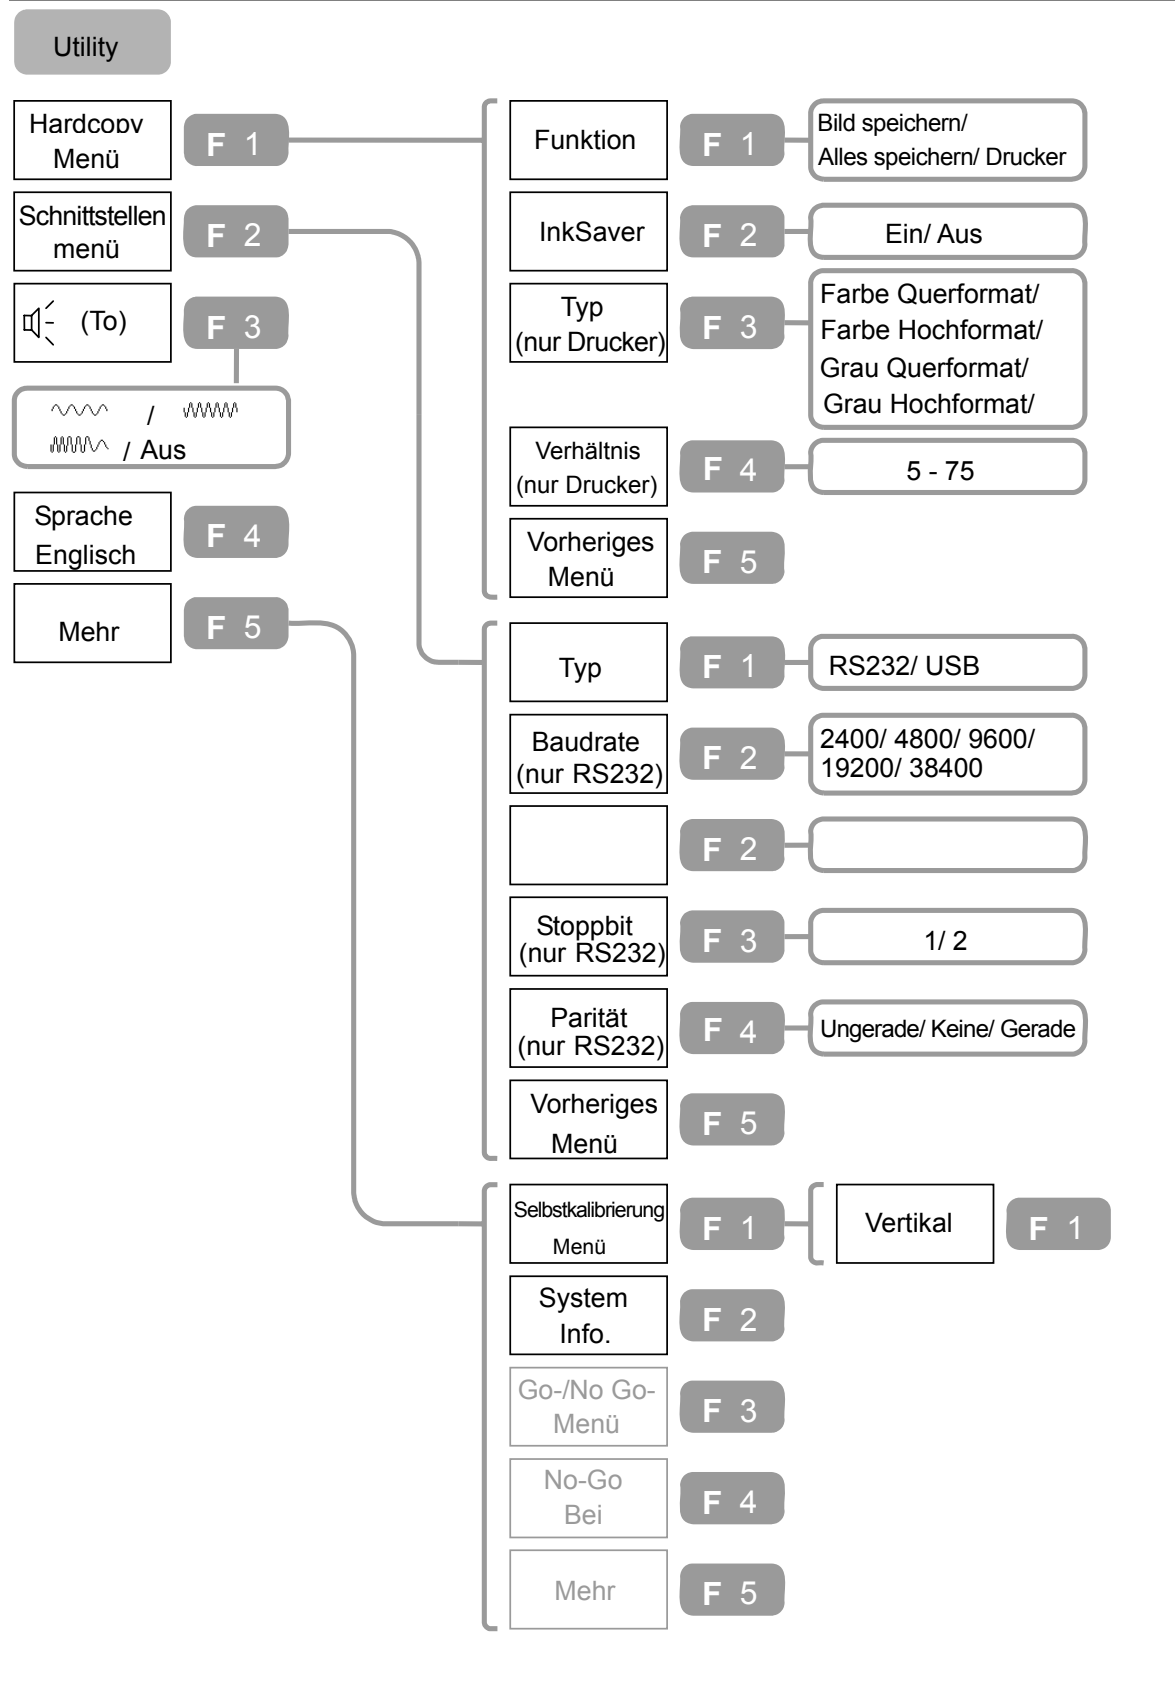 Utility
Hardcopy
Menü
F 1
Schnittstellen
menü
F 2
(To)
F 3
/
/ Aus
Sprache
Englisch
F 4
Mehr
F 5
Funktion
F 1
Bild speichern/
Alles speichern/ Drucker
InkSaver
F 2
Ein/ Aus
Typ
(nur Drucker)
F 3
Farbe Querformat/
Farbe Hochformat/
Grau Querformat/
Grau Hochformat/
Verhältnis
(nur Drucker)
F 4
5 - 75
Vorheriges
Menü
F 5
Typ
F 1
RS232/ USB
Baudrate
(nur RS232)
F 2
2400/ 4800/ 9600/
19200/ 38400
F 2
Stoppbit
(nur RS232)
F 3
1/ 2
Parität
(nur RS232)
F 4
Ungerade/ Keine/ Gerade
Vorheriges
Menü
F 5
Selbstkalibrierung
Menü
F 1
Vertikal
F 1
System
Info.
F 2
Go-/No Go-
Menü
F 3
No-Go
Bei
F 4
Mehr
F 5